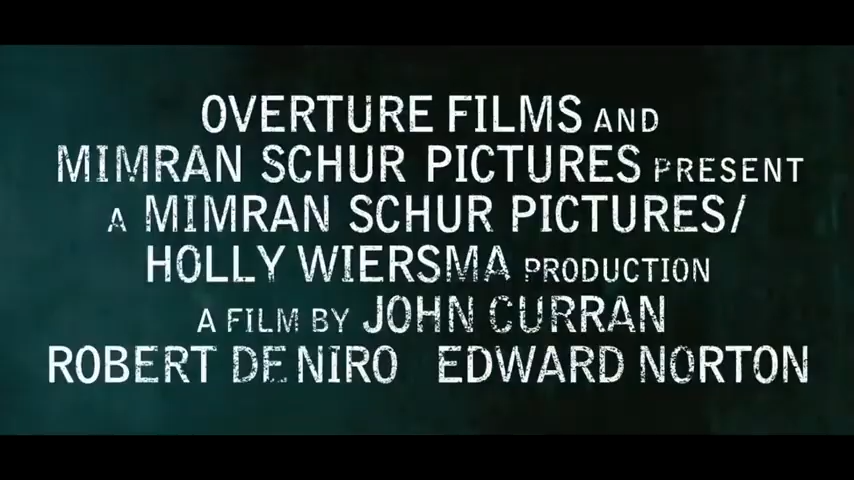 OVERTURE FILMS AND
MIMRAN SCHUR PICTURES PRESENT
A MIMRAN SCHUR PICTURES/
HOLLY WIERSMA PRODUCTION
A FILM BY JOHN CURRAN
ROBERT DE NIRO EDWARD NORTON